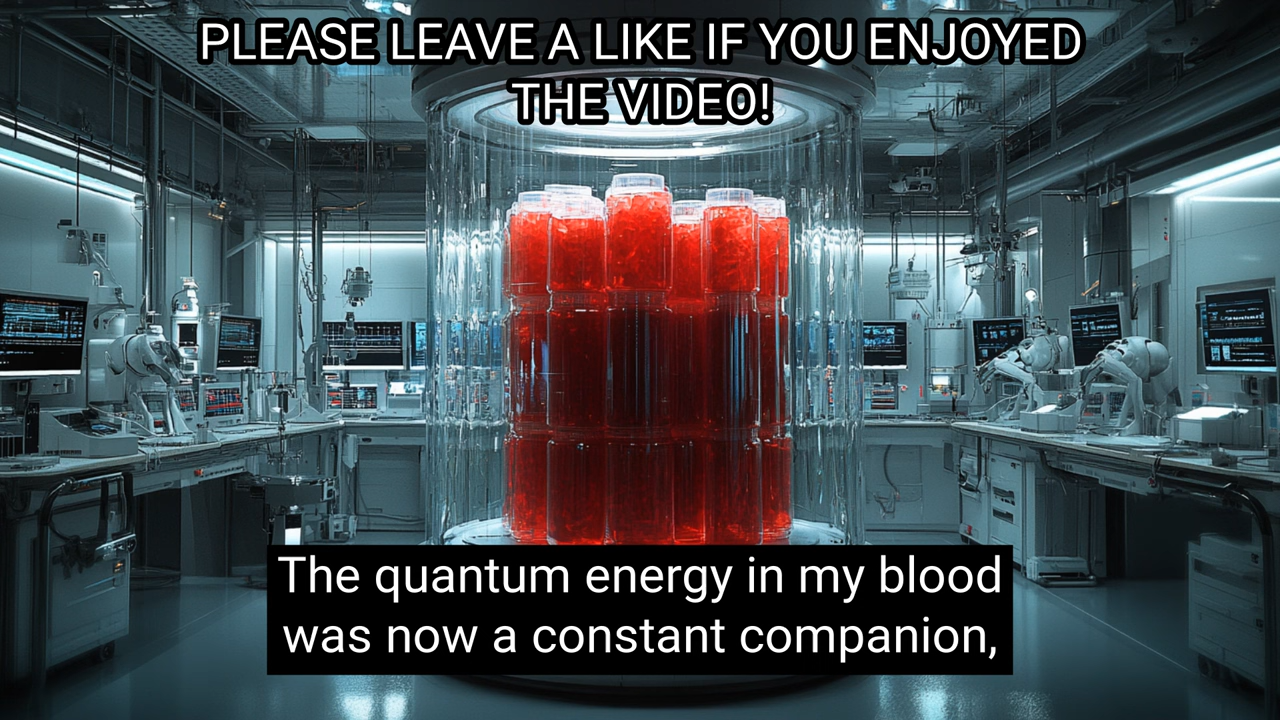 PLEASE LEAVE A LIKE IF YOU ENJOYED
THE VIDEO!
The quantum energy in my blood
was now a constant companion,